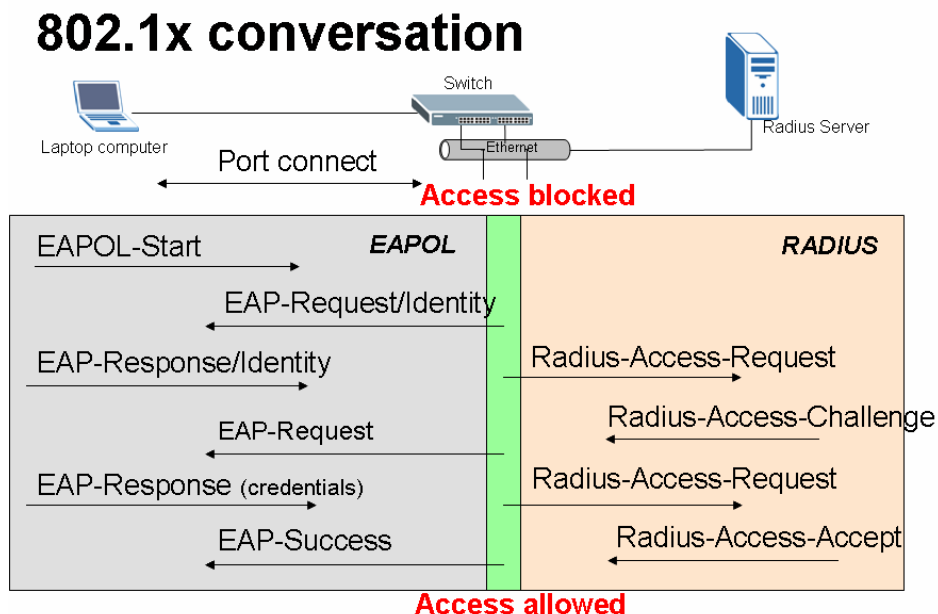 802.1x conversation
Switch
Laptop computer
Radius Server
Ethernet
Port connect
Access blocked
EAPOL
RADIUS
EAPOL-Start
EAP-Request/Identity
EAP-Response/Identity
Radius-Access-Request
EAP-Request
Radius-Access-Challenge
EAP-Response (credentials)
Radius-Access-Request
EAP-Success
Radius-Access-Accept
Access allowed